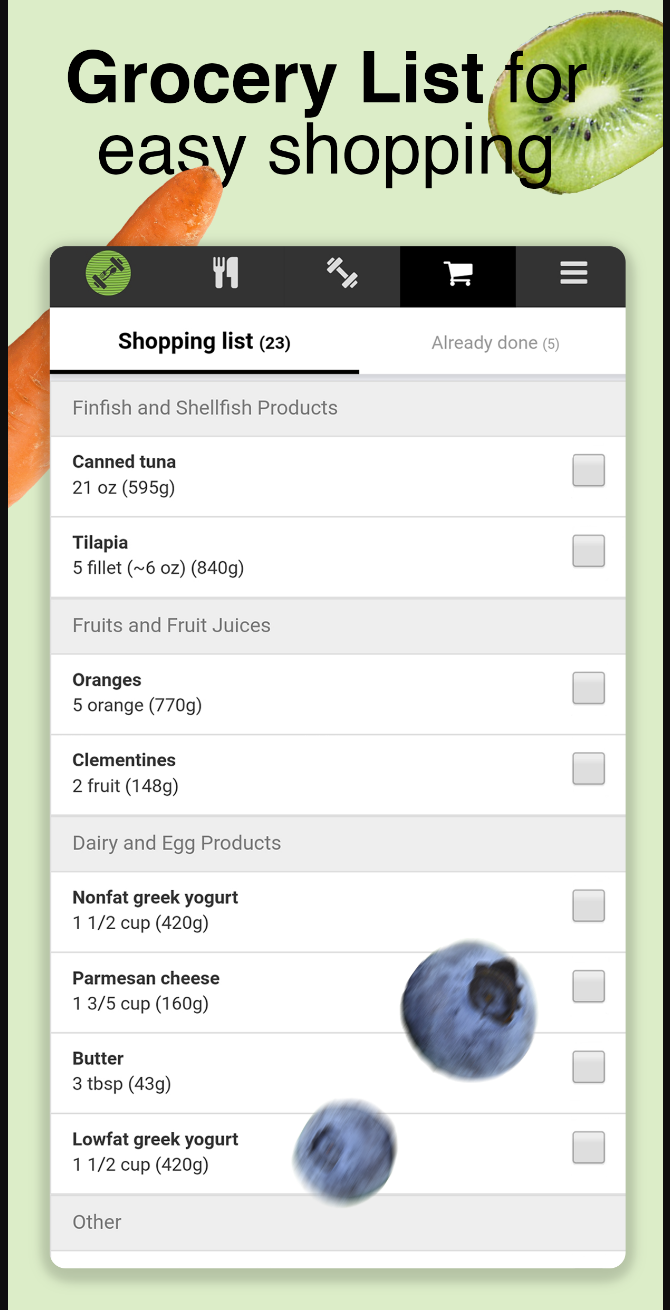 Grocery List for
easy shopping
Shopping list (23)
Already done (5)
Finfish and Shellfish Products
Canned tuna
21 oz (595g)
Tilapia
5 fillet (~6 oz) (840g)
Fruits and Fruit Juices
Oranges
5 orange (770g)
Clementines
2 fruit (148g)
Dairy and Egg Products
Nonfat greek yogurt
1 1/2 cup (420g)
Parmesan cheese
1 3/5 cup (160g)
Butter
3 tbsp (43g)
Lowfat greek yogurt
1 1/2 cup (420g)
Other